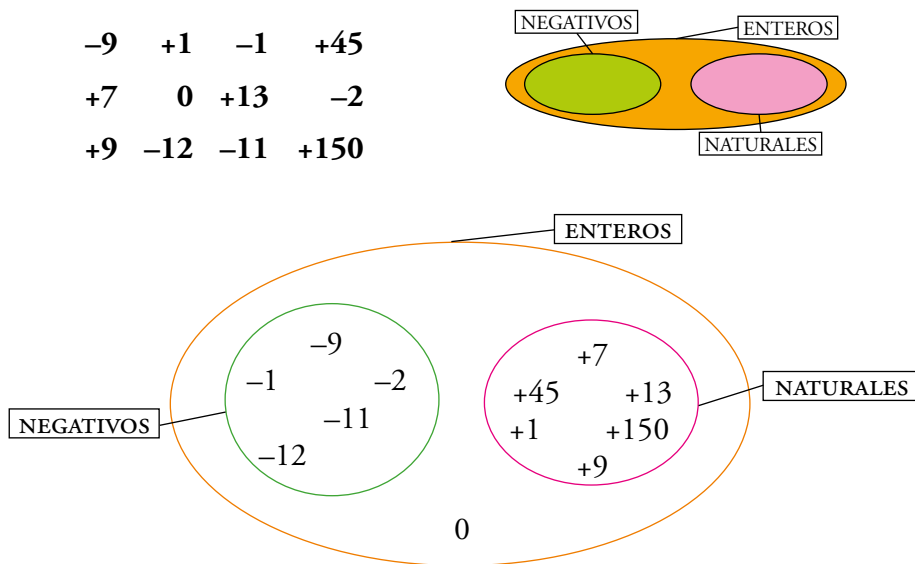 –9 +1 –1 +45
+7 0 +13 –2
+9 –12 –11 +150
NEGATIVOS
ENTEROS
NATURALES
ENTEROS
–9
–1 –2
–11
–12
NEGATIVOS
+7
+45 +13
+1 +150
+9
NATURALES
0